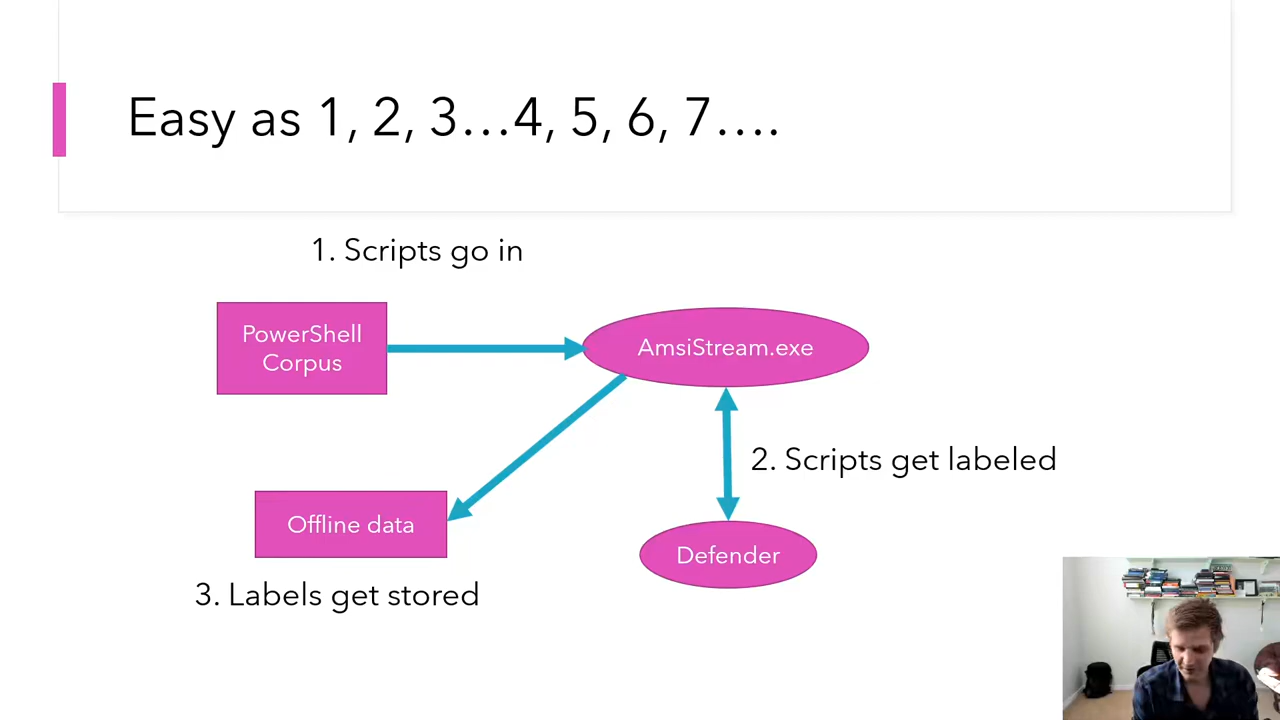 Easy as 1, 2, 3...4, 5, 6, 7....
1. Scripts go in
PowerShell
Corpus
AmsiStream.exe
2. Scripts get labeled
Offline data
Defender
3. Labels get stored